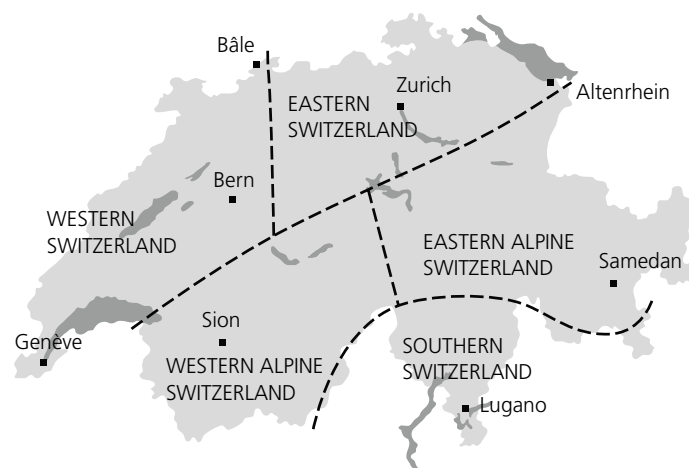 Bâle
Zurich
Altenrhein
EASTERN
SWITZERLAND
Bern
WESTERN
SWITZERLAND
EASTERN ALPINE
SWITZERLAND
Samedan
Genève
Sion
WESTERN ALPINE
SWITZERLAND
SOUTHERN
SWITZERLAND
Lugano